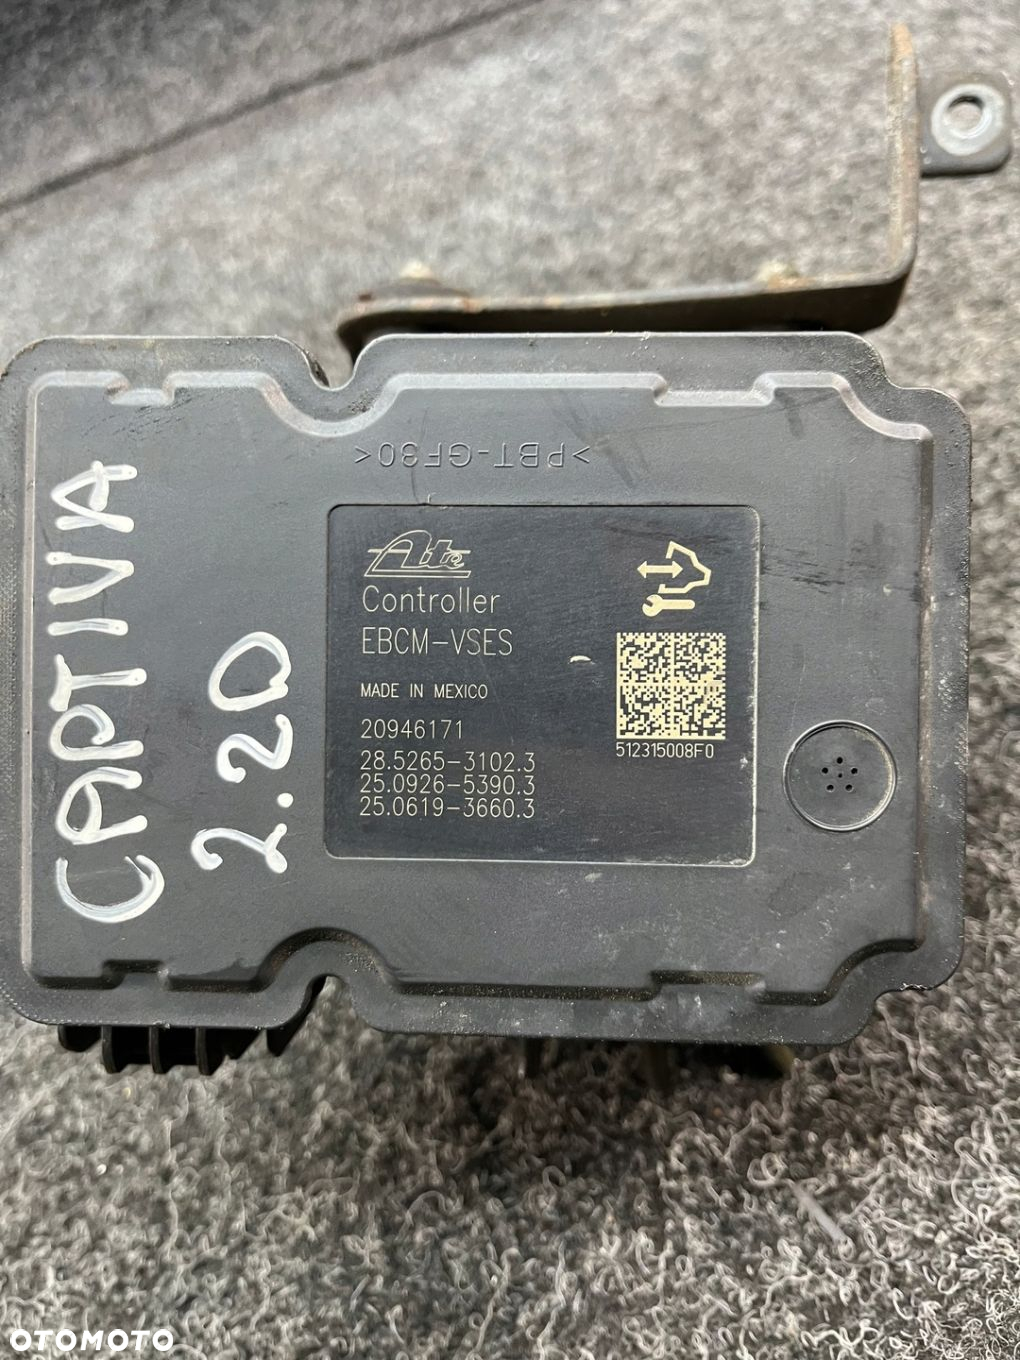 CAPTIVA
2.2D
>PBT-GF30<
Ate
Controller
EBCM-VSES
MADE IN MEXICO
20946171
28.5265-3102.3
25.0926-5390.3
25.0619-3660.3
512315008F0
OTOMOTO